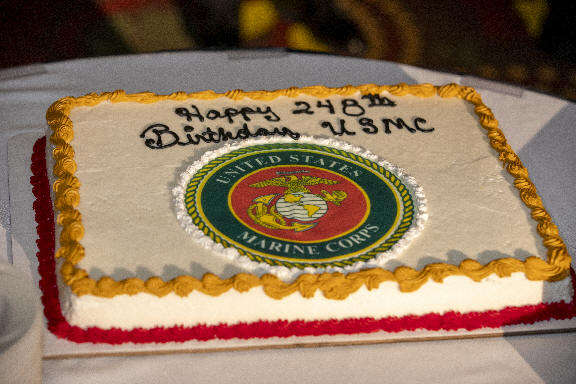 Happy 248th
Birthday USMC
UNITED STATES
MARINE CORPS